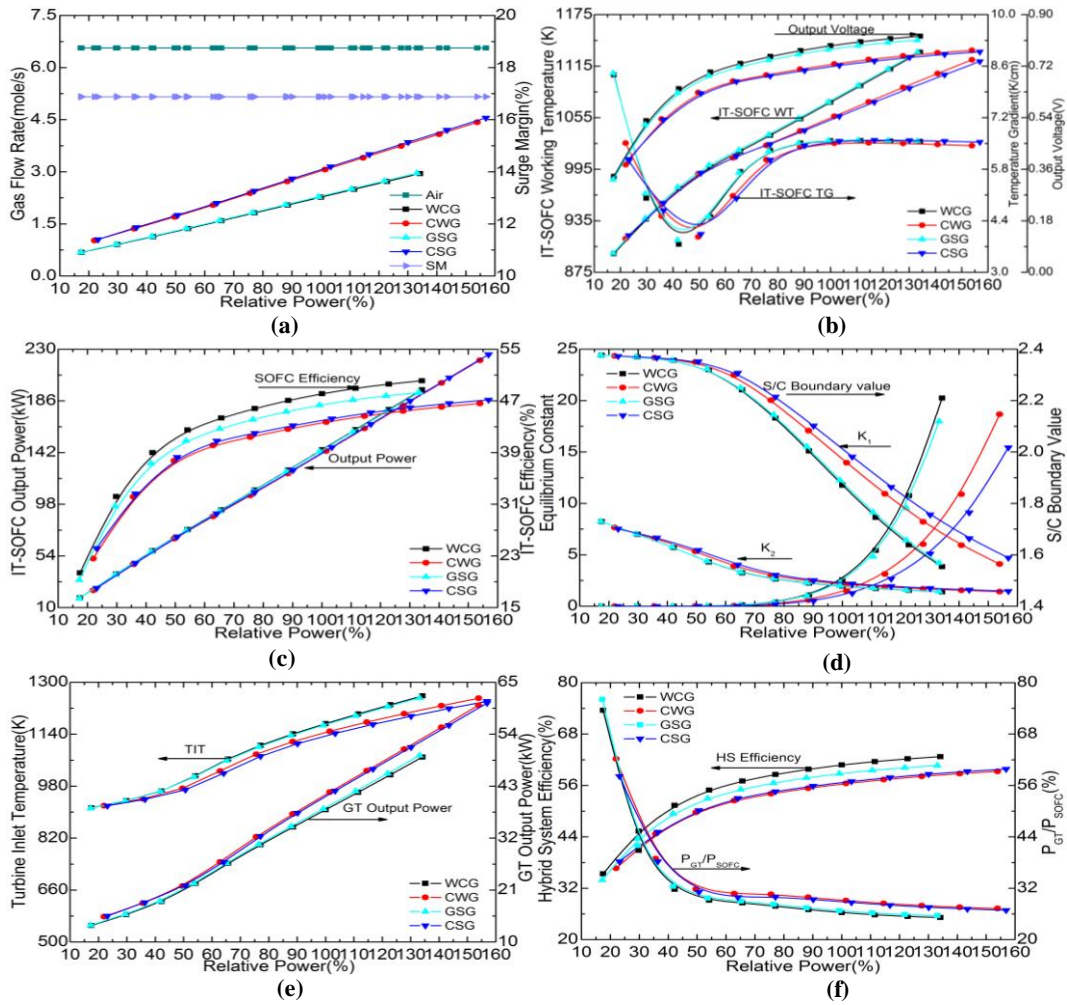 Gas Flow Rate(mole/s)
7.5
6.0
4.5
3.0
1.5
0.0
10 20 30 40 50 60 70 80 90 100110120130140150160
Relative Power(%)
20
18
16
14
12
10
Surge Margin(%)
Air
WCG
CWG
GSG
CSG
SM
(a)
IT-SOFC Working Temperature (K)
1175
1115
1055
995
935
875
10 20 30 40 50 60 70 80 90 100110120130140150160
Relative Power(%)
10.0
8.6
7.2
5.8
4.4
3.0
Temperature Gradient(K/cm)
0.90
0.72
0.54
0.36
0.18
0.00
Output Voltage(V)
Output Voltage
IT-SOFC WT
IT-SOFC TG
WCG
CWG
GSG
CSG
(b)
IT-SOFC Output Power(kW)
230
186
142
98
54
10
10 20 30 40 50 60 70 80 90 100110120130140150160
Relative Power(%)
55
47
39
31
23
15
IT-SOFC Efficiency(%)
SOFC Efficiency
Output Power
WCG
CWG
GSG
CSG
(c)
Equilibrium Constant
25
20
15
10
5
0
10 20 30 40 50 60 70 80 90 100110120130140150160
Relative Power(%)
2.4
2.2
2.0
1.8
1.6
1.4
S/C Boundary Value
WCG
CWG
GSG
CSG
S/C Boundary value
K1
K2
(d)
Turbine Inlet Temperature(K)
1300
1140
980
820
660
500
10 20 30 40 50 60 70 80 90 100110120130140150160
Relative Power(%)
65
54
43
32
21
10
GT Output Power(kW)
TIT
GT Output Power
WCG
CWG
GSG
CSG
(e)
Hybrid System Efficiency(%)
80
68
56
44
32
20
10 20 30 40 50 60 70 80 90 100110120130140150160
Relative Power(%)
80
68
56
44
32
20
PGT/PSOFC(%)
WCG
CWG
GSG
CSG
HS Efficiency
PGT/PSOFC
(f)